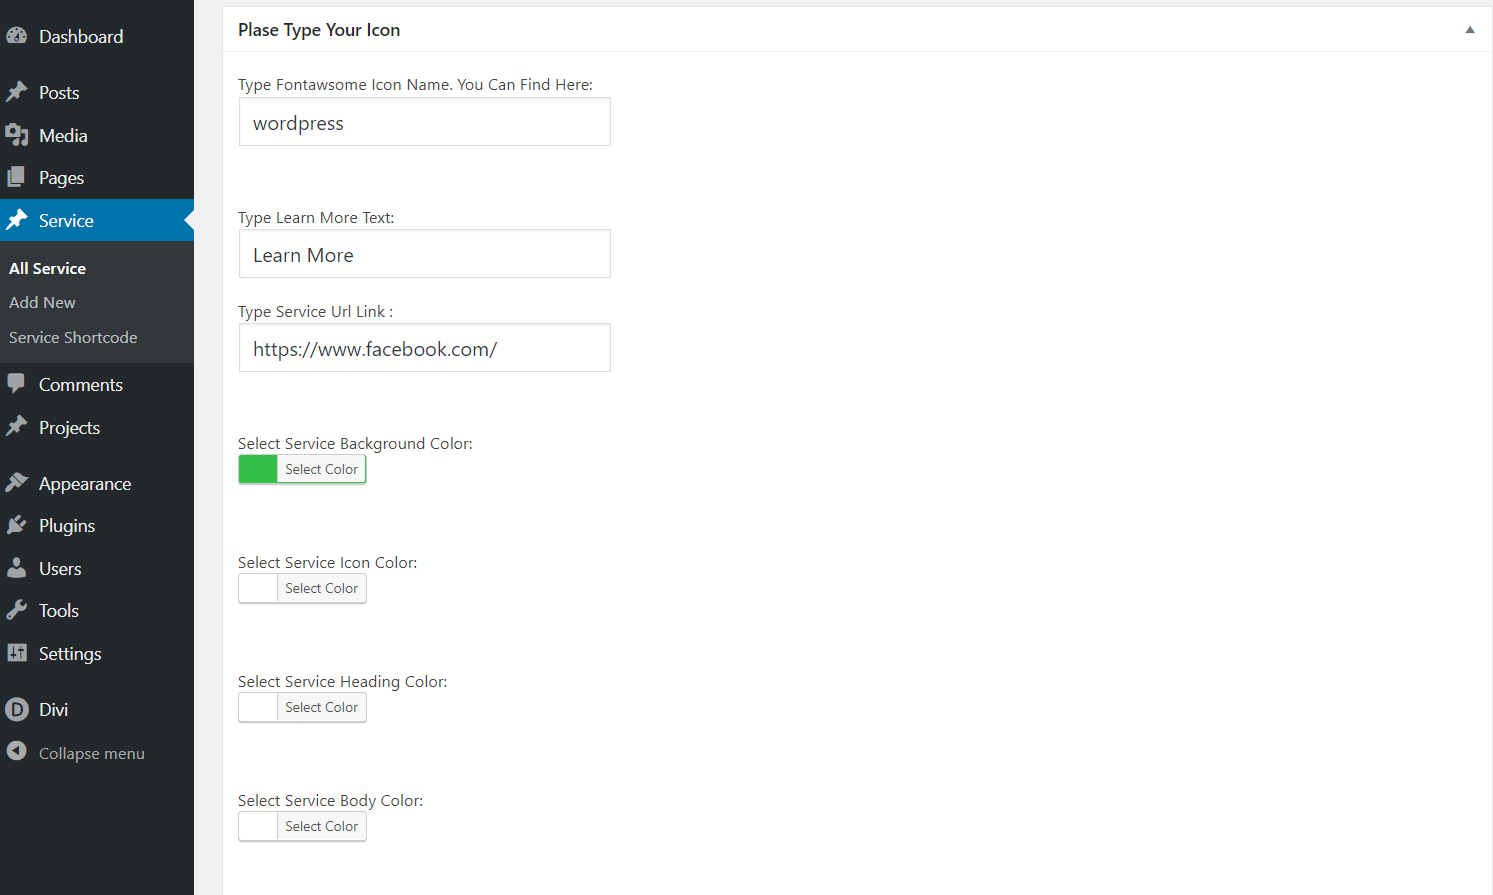 Dashboard
Posts
Media
Pages
Service
All Service
Add New
Service Shortcode
Comments
Projects
Appearance
Plugins
Users
Tools
Settings
D
Divi
Collapse menu
Plase Type Your Icon
Type Fontawsome Icon Name. You Can Find Here:
wordpress
Type Learn More Text:
Learn More
Type Service Url Link :
https://www.facebook.com/
Select Service Background Color:
Select Color
Select Service Icon Color:
Select Color
Select Service Heading Color:
Select Color
Select Service Body Color:
Select Color